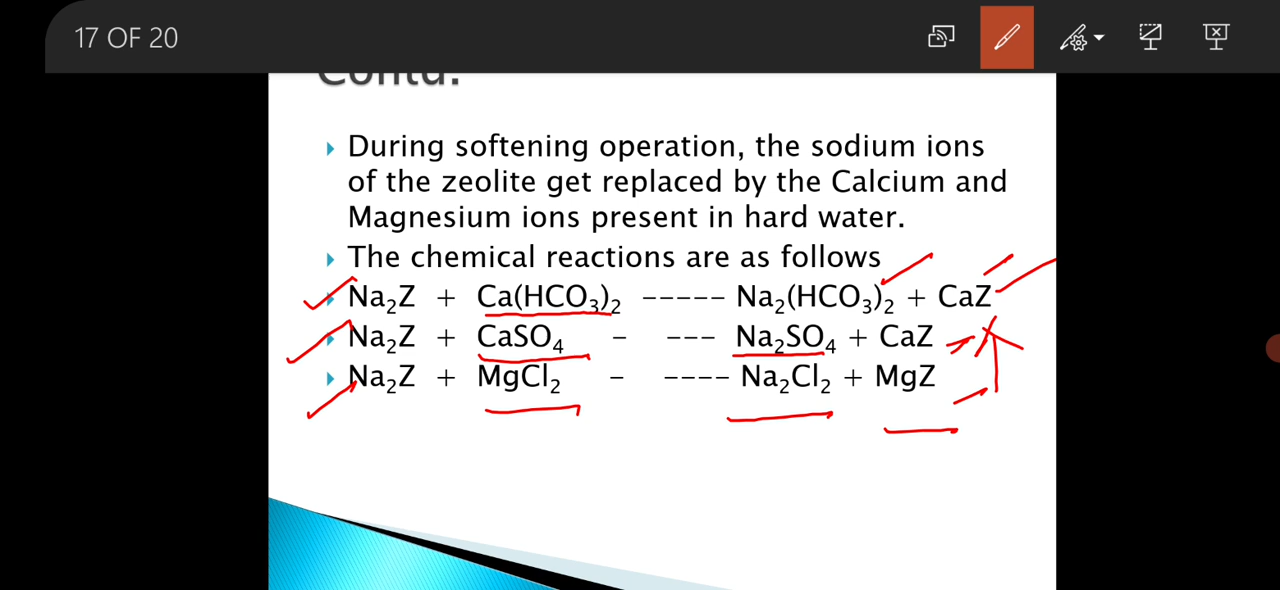 17 OF 20
Contd.
During softening operation, the sodium ions
of the zeolite get replaced by the Calcium and
Magnesium ions present in hard water.
The chemical reactions are as follows
Na₂Z + Ca(HCO₃)₂ ----- Na₂(HCO₃)₂ + CaZ
Na₂Z + CaSO₄ - --- Na₂SO₄ + CaZ
Na₂Z + MgCl₂ - ---- Na₂Cl₂ + MgZ